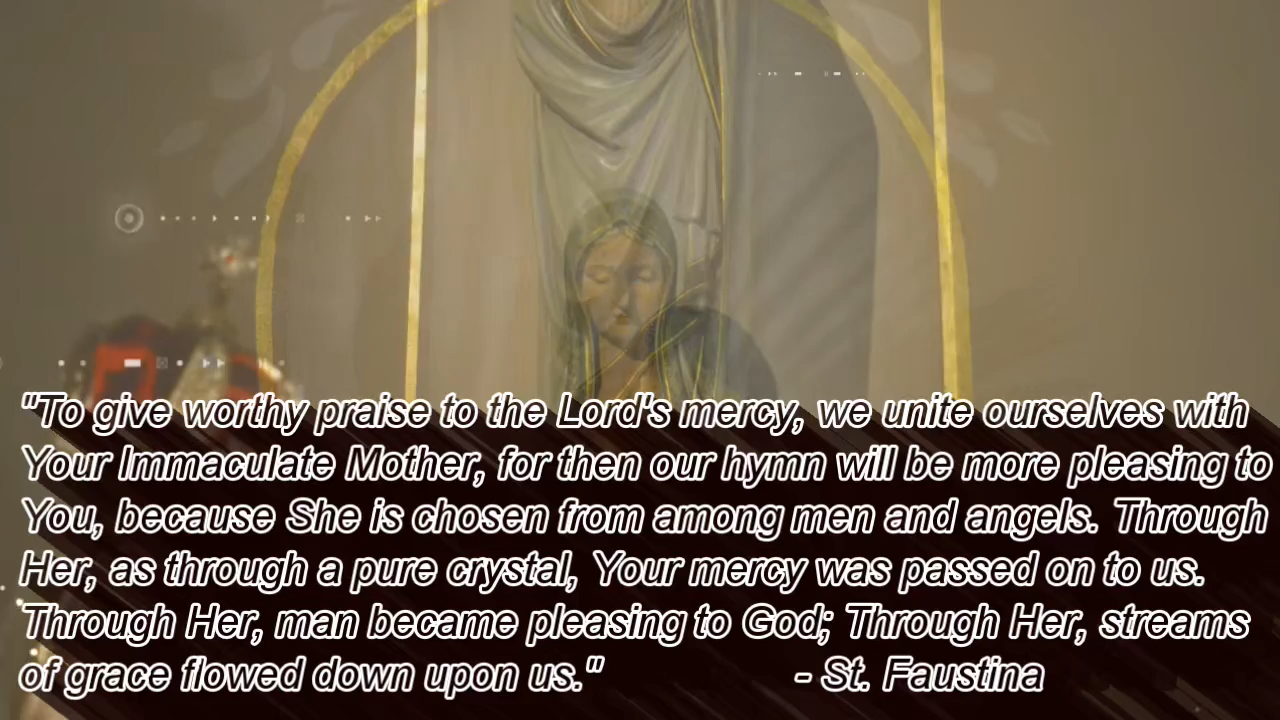 "To give worthy praise to the Lord's mercy, we unite ourselves with
Your Immaculate Mother, for then our hymn will be more pleasing to
You, because She is chosen from among men and angels. Through
Her, as through a pure crystal, Your mercy was passed on to us.
Through Her, man became pleasing to God; Through Her, streams
of grace flowed down upon us." - St. Faustina